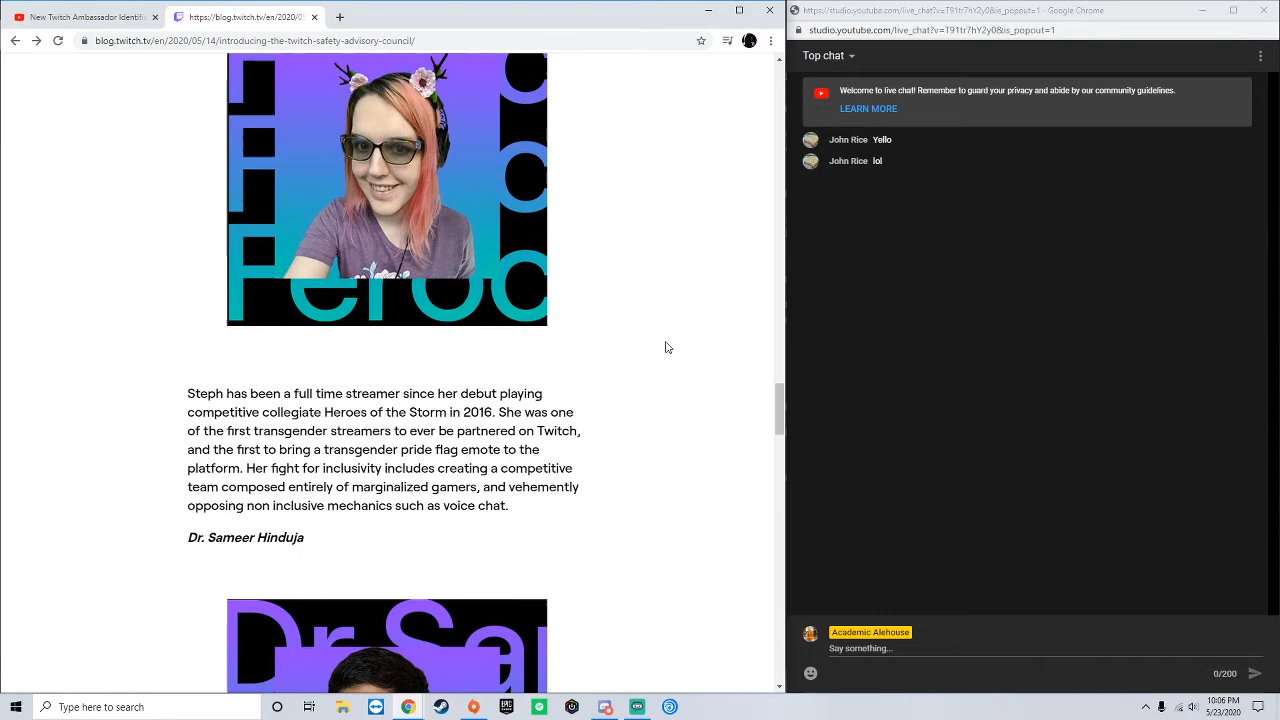 New Twitch Ambassador Identifi
https://blog.twitch.tv/en/2020/05
blog.twitch.tv/en/2020/05/14/introducing-the-twitch-safety-advisory-council/
Feroc
Steph has been a full time streamer since her debut playing
competitive collegiate Heroes of the Storm in 2016. She was one
of the first transgender streamers to ever be partnered on Twitch,
and the first to bring a transgender pride flag emote to the
platform. Her fight for inclusivity includes creating a competitive
team composed entirely of marginalized gamers, and vehemently
opposing non inclusive mechanics such as voice chat.
Dr. Sameer Hinduja
Dr Sa
https://studio.youtube.com/live_chat?v=T91tr7hY2y0&is_popout=1 - Google Chrome
studio.youtube.com/live_chat?v=T91tr7hY2y0&is_popout=1
Top chat
Welcome to live chat! Remember to guard your privacy and abide by our community guidelines.
LEARN MORE
John Rice Yello
John Rice lol
Academic Alehouse
Say something...
0/200
Type here to search
EPIC
10:06 PM
5/23/2020